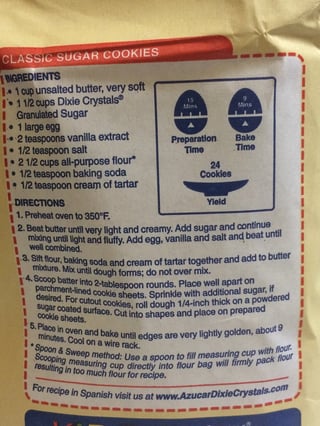 CLASSIC SUGAR COOKIES
INGREDIENTS
• 1 cup unsalted butter, very soft
• 1 1/2 cups Dixie Crystals®
Granulated Sugar
• 1 large egg
• 2 teaspoons vanilla extract
• 1/2 teaspoon salt
• 2 1/2 cups all-purpose flour*
• 1/2 teaspoon baking soda
• 1/2 teaspoon cream of tartar
15
Mins
9
Mins
Preparation
Time
Bake
Time
24
Cookies
Yield
DIRECTIONS
1. Preheat oven to 350°F.
2. Beat butter until very light and creamy. Add sugar and continue
mixing until light and fluffy. Add egg, vanilla and salt and beat until
well combined.
3. Sift flour, baking soda and cream of tartar together and add to butter
mixture. Mix until dough forms; do not over mix.
4. Scoop batter into 2-tablespoon rounds. Place well apart on
parchment-lined cookie sheets. Sprinkle with additional sugar, if
desired. For cutout cookies, roll dough 1/4-inch thick on a powdered
sugar coated surface. Cut into shapes and place on prepared
cookie sheets.
5. Place in oven and bake until edges are very lightly golden, about 9
minutes. Cool on a wire rack.
* Spoon & Sweep method: Use a spoon to fill measuring cup with flour.
Scooping measuring cup directly into flour bag will firmly pack flour
resulting in too much flour for recipe.
For recipe in Spanish visit us at www.AzucarDixieCrystals.com